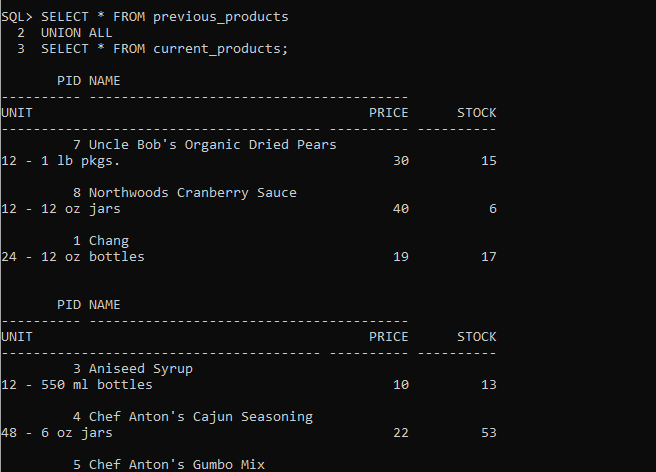 SQL> SELECT * FROM previous_products
  2  UNION ALL
  3  SELECT * FROM current_products;

       PID NAME
---------- ----------------------------------------
UNIT                                          PRICE      STOCK
---------------------------------------- ---------- ----------
         7 Uncle Bob's Organic Dried Pears
12 - 1 lb pkgs.                                  30         15

         8 Northwoods Cranberry Sauce
12 - 12 oz jars                                  40          6

         1 Chang
24 - 12 oz bottles                               19         17


       PID NAME
---------- ----------------------------------------
UNIT                                          PRICE      STOCK
---------------------------------------- ---------- ----------
         3 Aniseed Syrup
12 - 550 ml bottles                              10         13

         4 Chef Anton's Cajun Seasoning
48 - 6 oz jars                                   22         53

         5 Chef Anton's Gumbo Mix